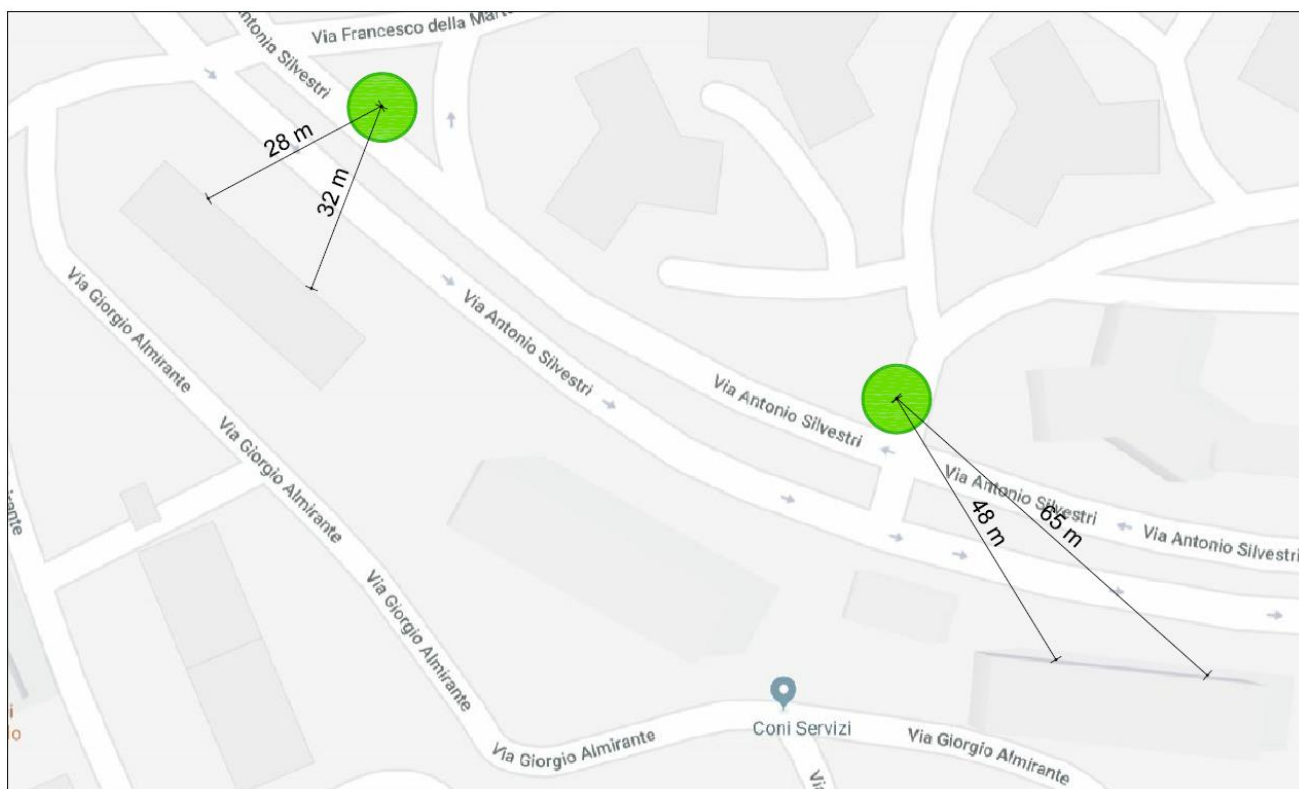 Via Francesco della
Antonio Silvestri
28 m
32 m
Via Giorgio Almirante
Via Antonio Silvestri
Via Antonio Silvestri
Via Giorgio Almirante
Via Antonio Silvestri
48 m
65 m
Via Antonio Silvestri
Via Giorgio Almirante
Coni Servizi
Via Giorgio Almirante
Via Giorgio Almirante